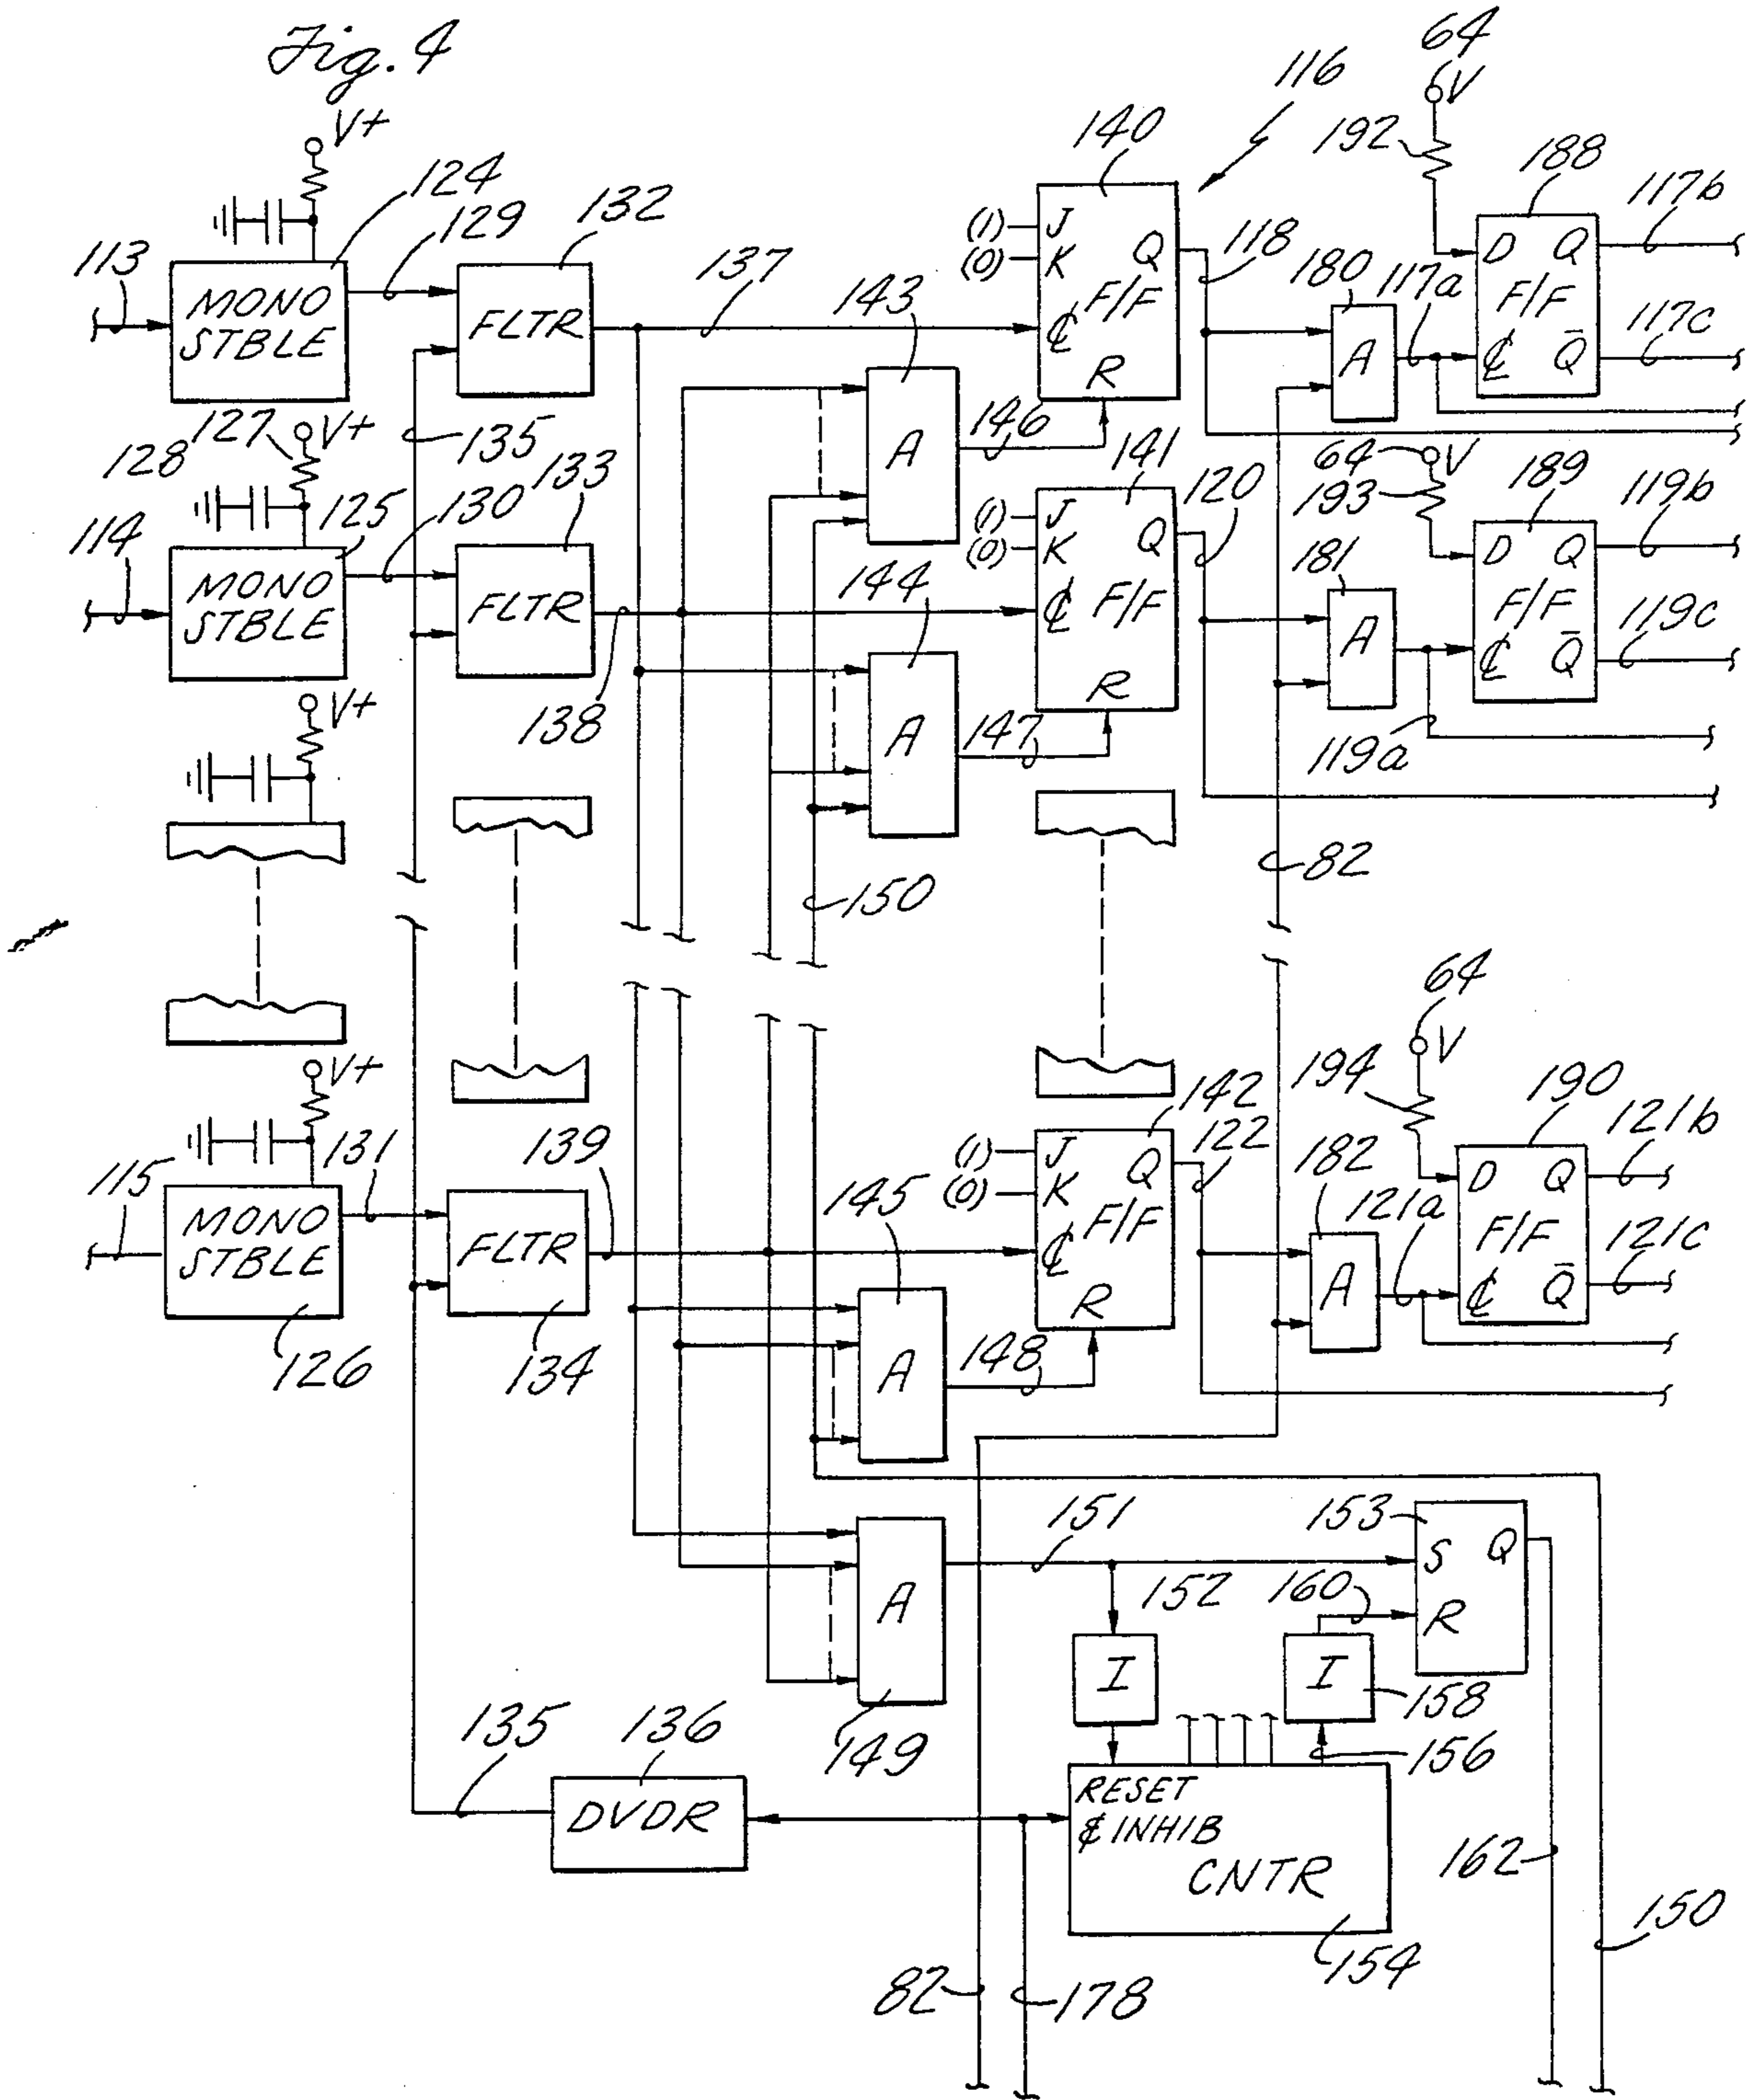 Fig. 4
64
V
116
140
192
188
V+
124
129
132
113
MONO
STBLE
FLTR
137
143
(1)
J
Q
(0)
K
F/F
₵
R
118
180
117a
A
D
Q
F/F
₵
Q̄
117b
117c
127
128
V+
135
133
125
130
114
MONO
STBLE
FLTR
138
A
146
141
144
(1)
J
Q
(0)
K
F/F
₵
R
120
181
A
119a
64
V
193
189
D
Q
F/F
₵
Q̄
119b
119c
A
147
V+
150
82
64
V
194
190
V+
131
139
115
MONO
STBLE
126
FLTR
134
145
A
148
142
122
(1)
J
Q
(0)
K
F/F
₵
R
182
A
121a
D
Q
F/F
₵
Q̄
121b
121c
151
153
S
Q
R
152
160
A
149
I
I
158
156
135
136
DVDR
RESET
₵ INHIB
CNTR
154
162
150
82
178